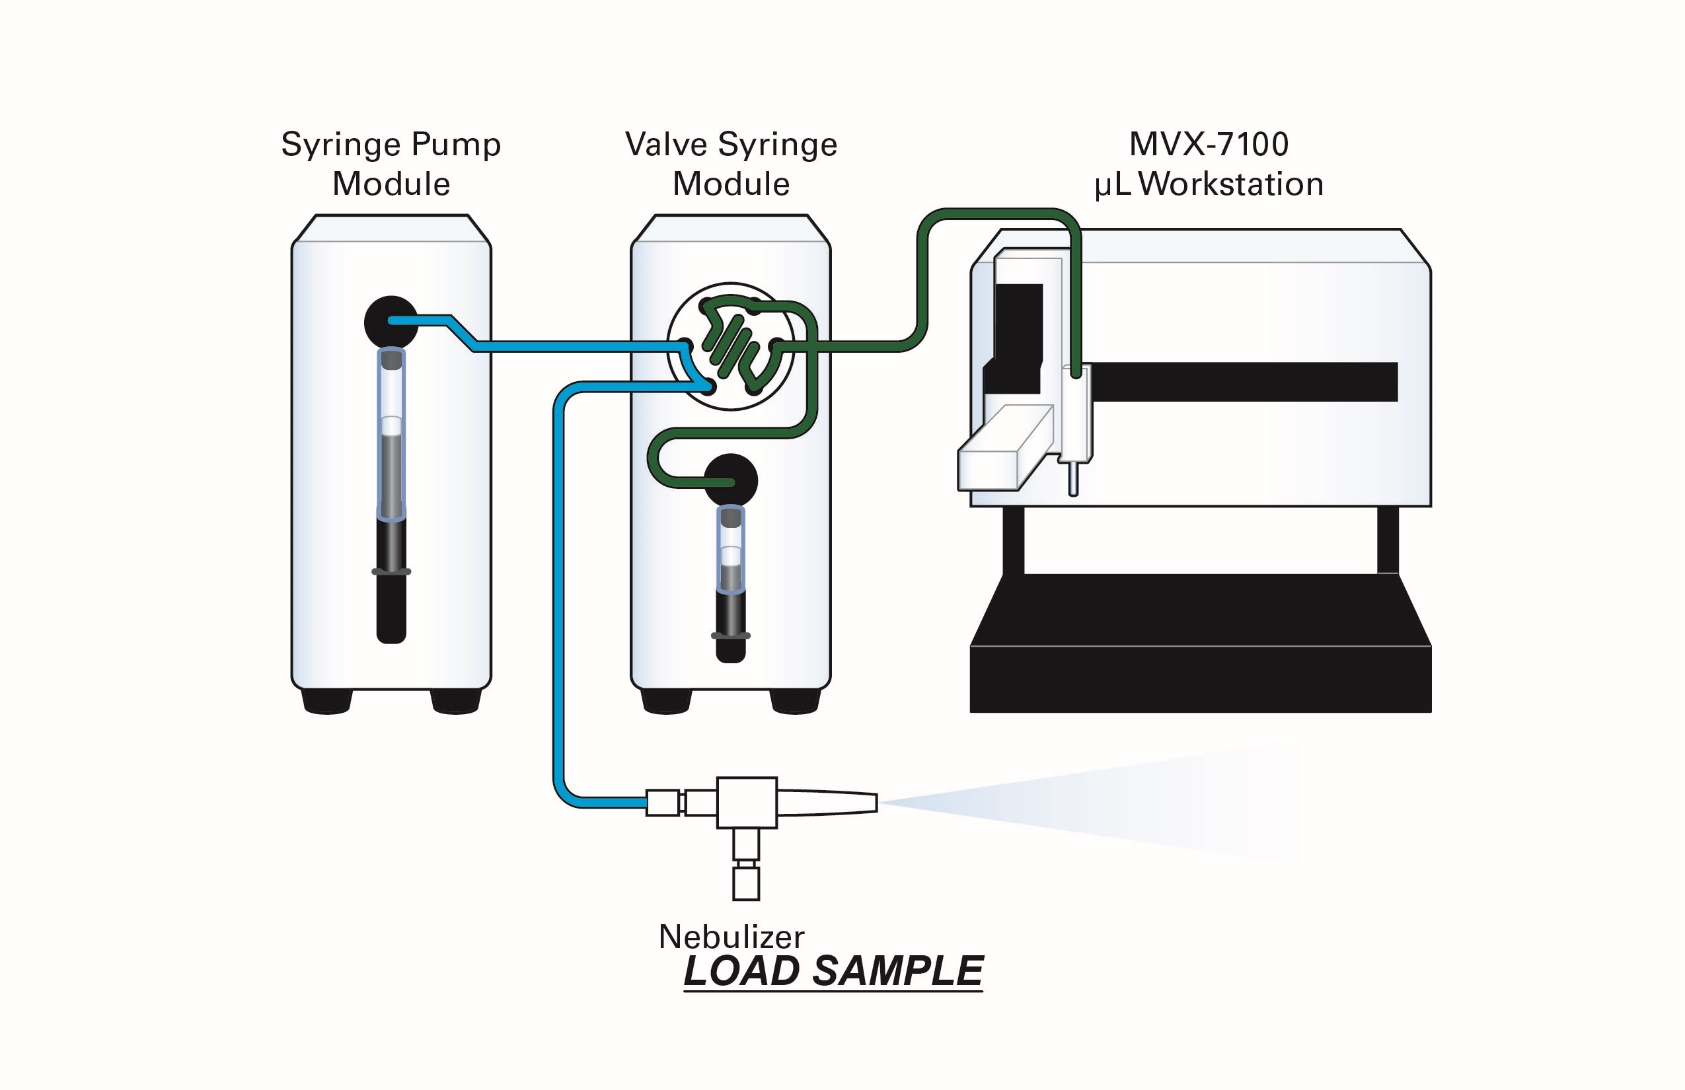 Syringe Pump
Module
Valve Syringe
Module
MVX-7100
µL Workstation
Nebulizer
LOAD SAMPLE